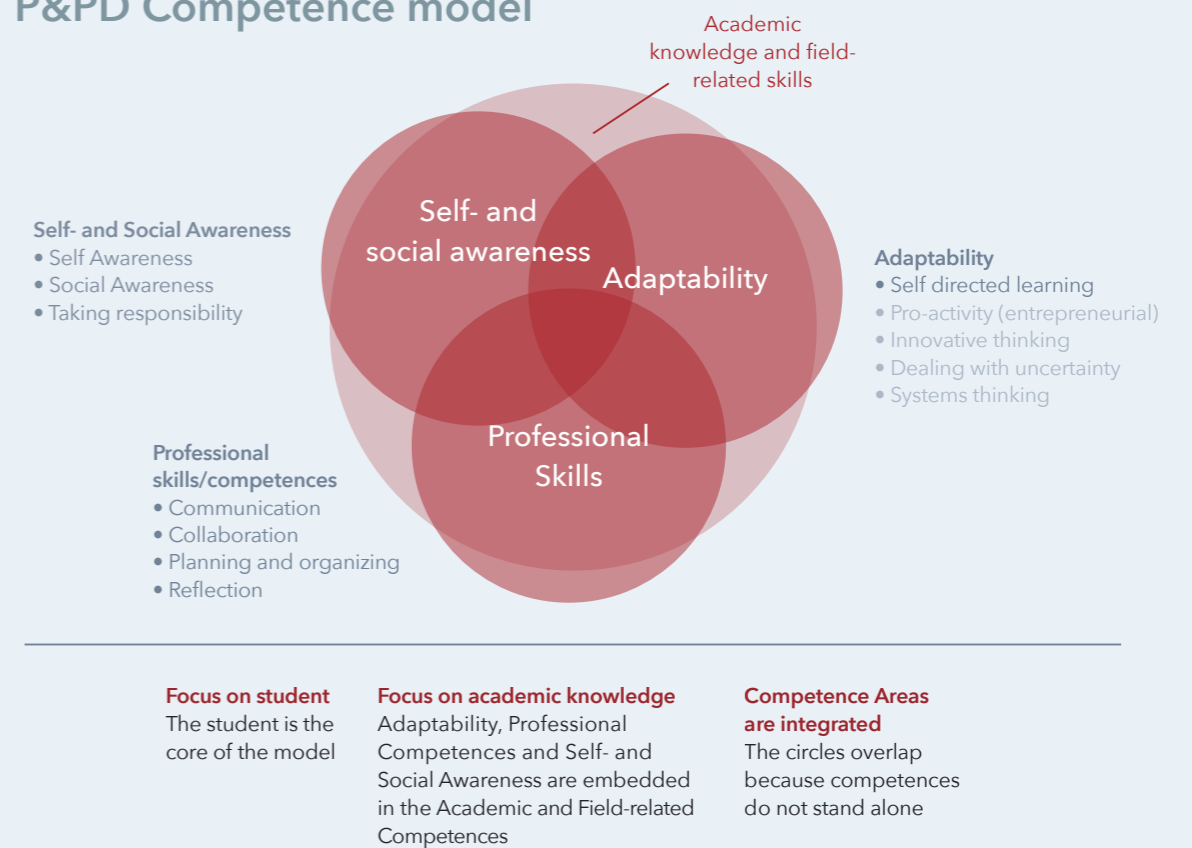 P&PD Competence model
Academic
knowledge and field-
related skills
Self- and
social awareness
Adaptability
Professional
Skills
Self- and Social Awareness
• Self Awareness
• Social Awareness
• Taking responsibility
Adaptability
• Self directed learning
• Pro-activity (entrepreneurial)
• Innovative thinking
• Dealing with uncertainty
• Systems thinking
Professional
skills/competences
• Communication
• Collaboration
• Planning and organizing
• Reflection
Focus on student
The student is the
core of the model
Focus on academic knowledge
Adaptability, Professional
Competences and Self- and
Social Awareness are embedded
in the Academic and Field-related
Competences
Competence Areas
are integrated
The circles overlap
because competences
do not stand alone